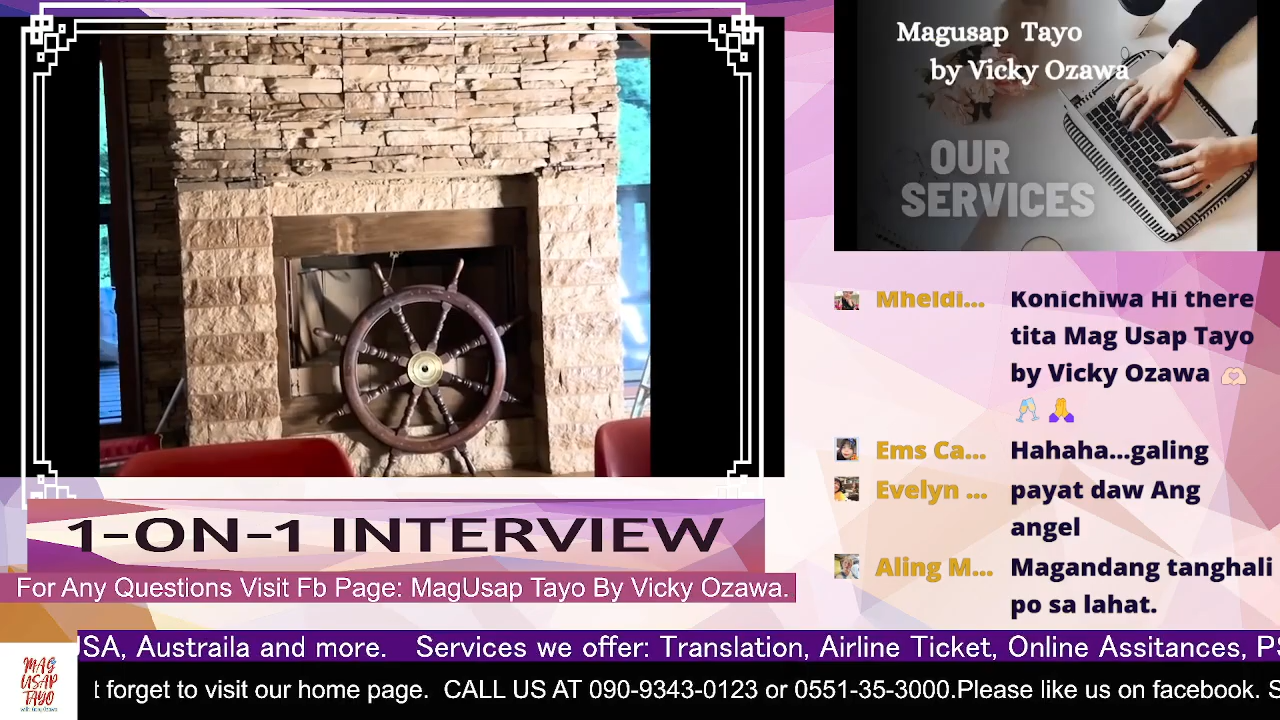 Magusap Tayo
by Vicky Ozawa
OUR
SERVICES
Mheldi...
Konichiwa Hi there
tita Mag Usap Tayo
by Vicky Ozawa 🫶🏻
🥂 🙏
Ems Ca...
Hahaha...galing
Evelyn ...
payat daw Ang
angel
Aling M...
Magandang tanghali
po sa lahat.
1-ON-1 INTERVIEW
For Any Questions Visit Fb Page: MagUsap Tayo By Vicky Ozawa.
USA, Austraila and more. Services we offer: Translation, Airline Ticket, Online Assitances, PS
MAG
USAP
TAYO
t forget to visit our home page. CALL US AT 090-9343-0123 or 0551-35-3000.Please like us on facebook. S